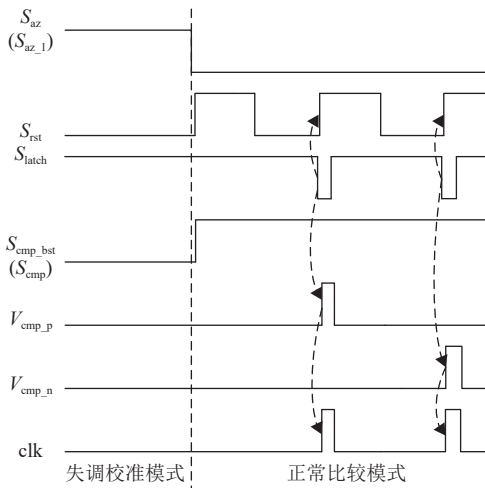 S_az
(S_az_1)
S_rst
S_latch
S_cmp_bst
(S_cmp)
V_cmp_p
V_cmp_n
clk
失调校准模式 正常比较模式